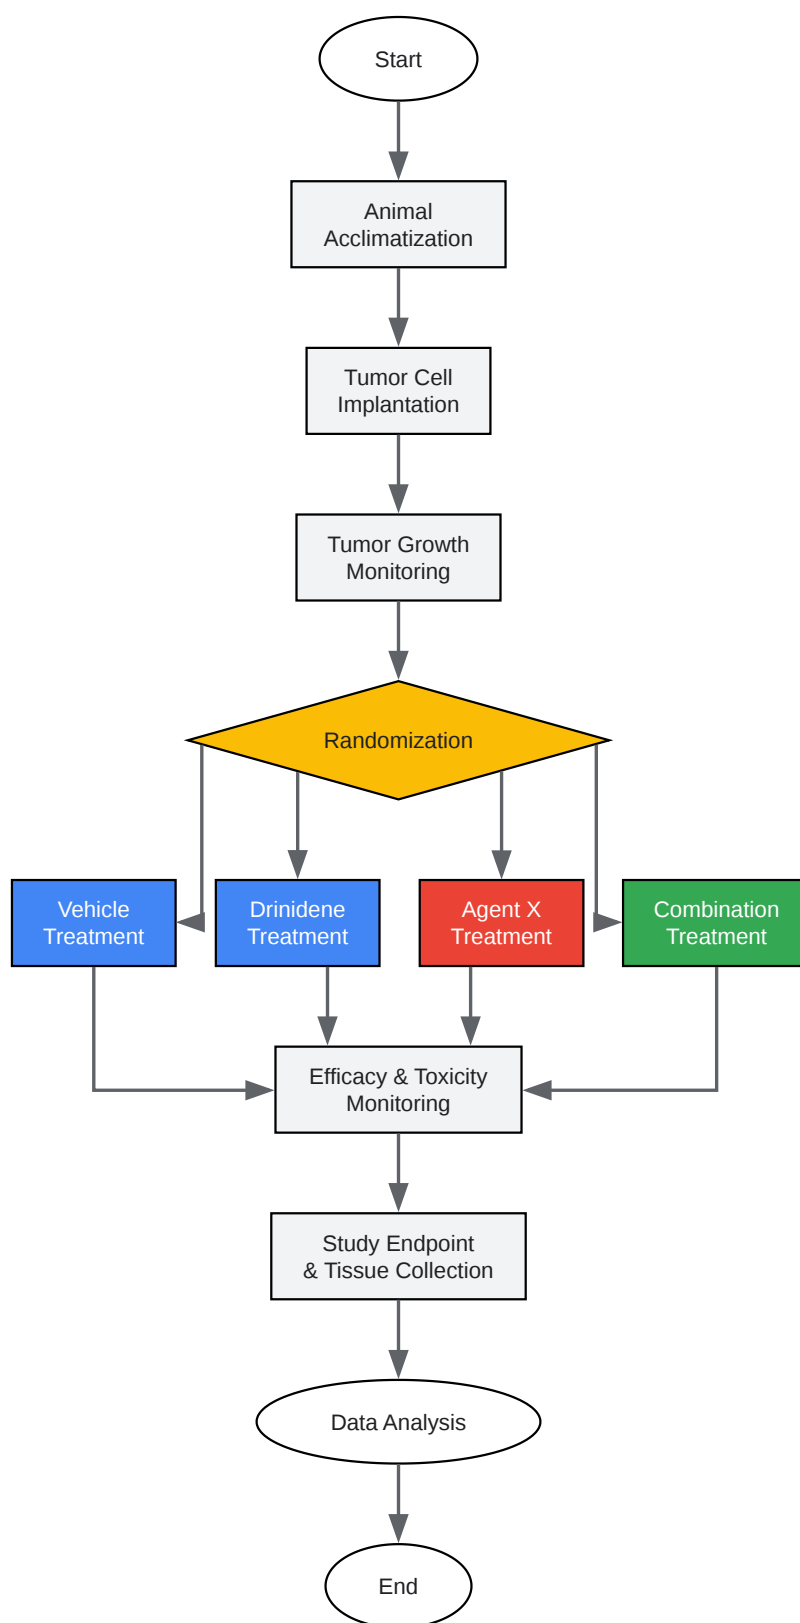 Start
Animal
Acclimatization
Tumor Cell
Implantation
Tumor Growth
Monitoring
Randomization
Vehicle
Treatment
Drinidene
Treatment
Agent X
Treatment
Combination
Treatment
Efficacy & Toxicity
Monitoring
Study Endpoint
& Tissue Collection
Data Analysis
End